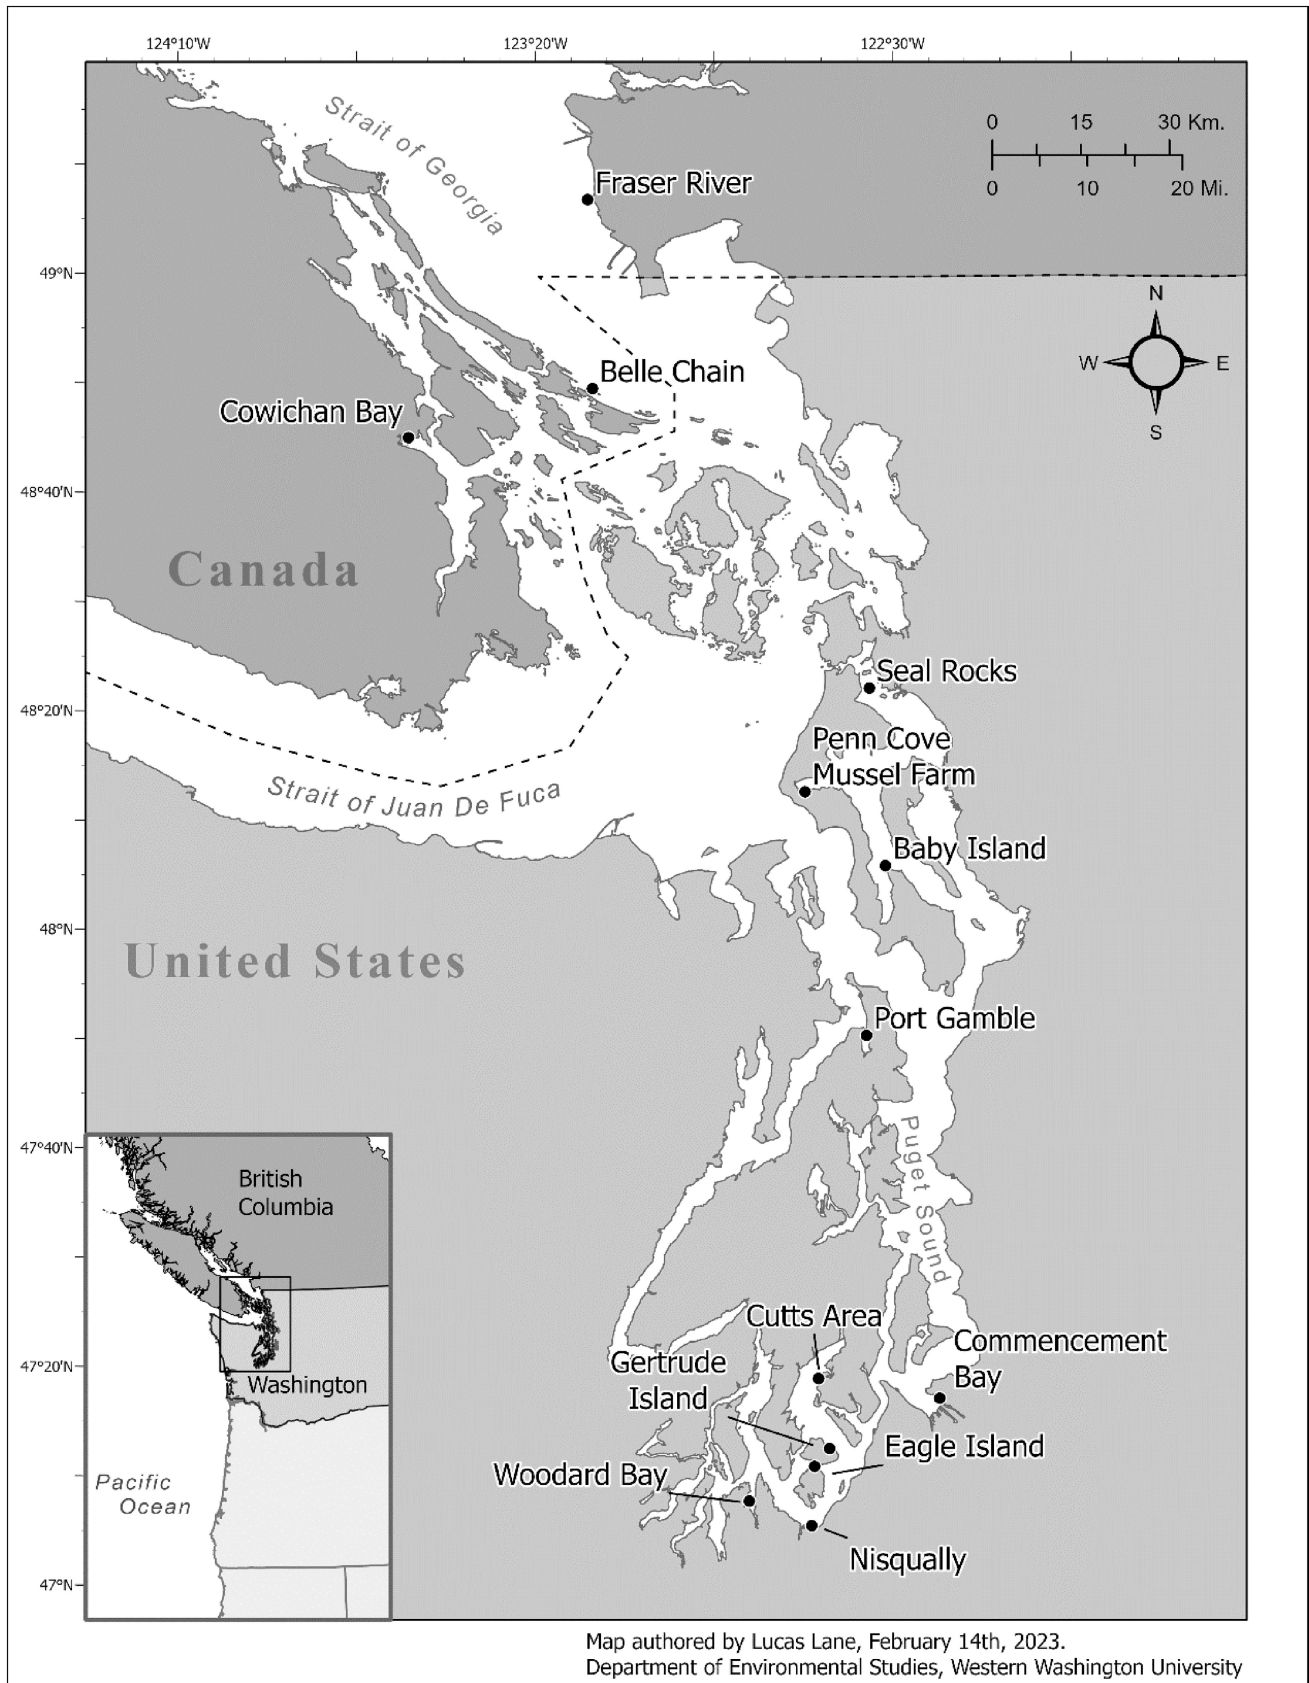 124°10'W
123°20'W
122°30'W
Strait of Georgia
0 15 30 Km.
0 10 20 Mi.
Fraser River
49°N
N
W E
S
Belle Chain
Cowichan Bay
48°40'N
Canada
Seal Rocks
48°20'N
Penn Cove
Mussel Farm
Strait of Juan De Fuca
Baby Island
48°N
United States
Port Gamble
47°40'N
Puget Sound
British
Columbia
Cutts Area
Commencement
Bay
47°20'N
Gertrude
Island
Washington
Eagle Island
Woodard Bay
Pacific
Ocean
Nisqually
47°N
Map authored by Lucas Lane, February 14th, 2023.
Department of Environmental Studies, Western Washington University